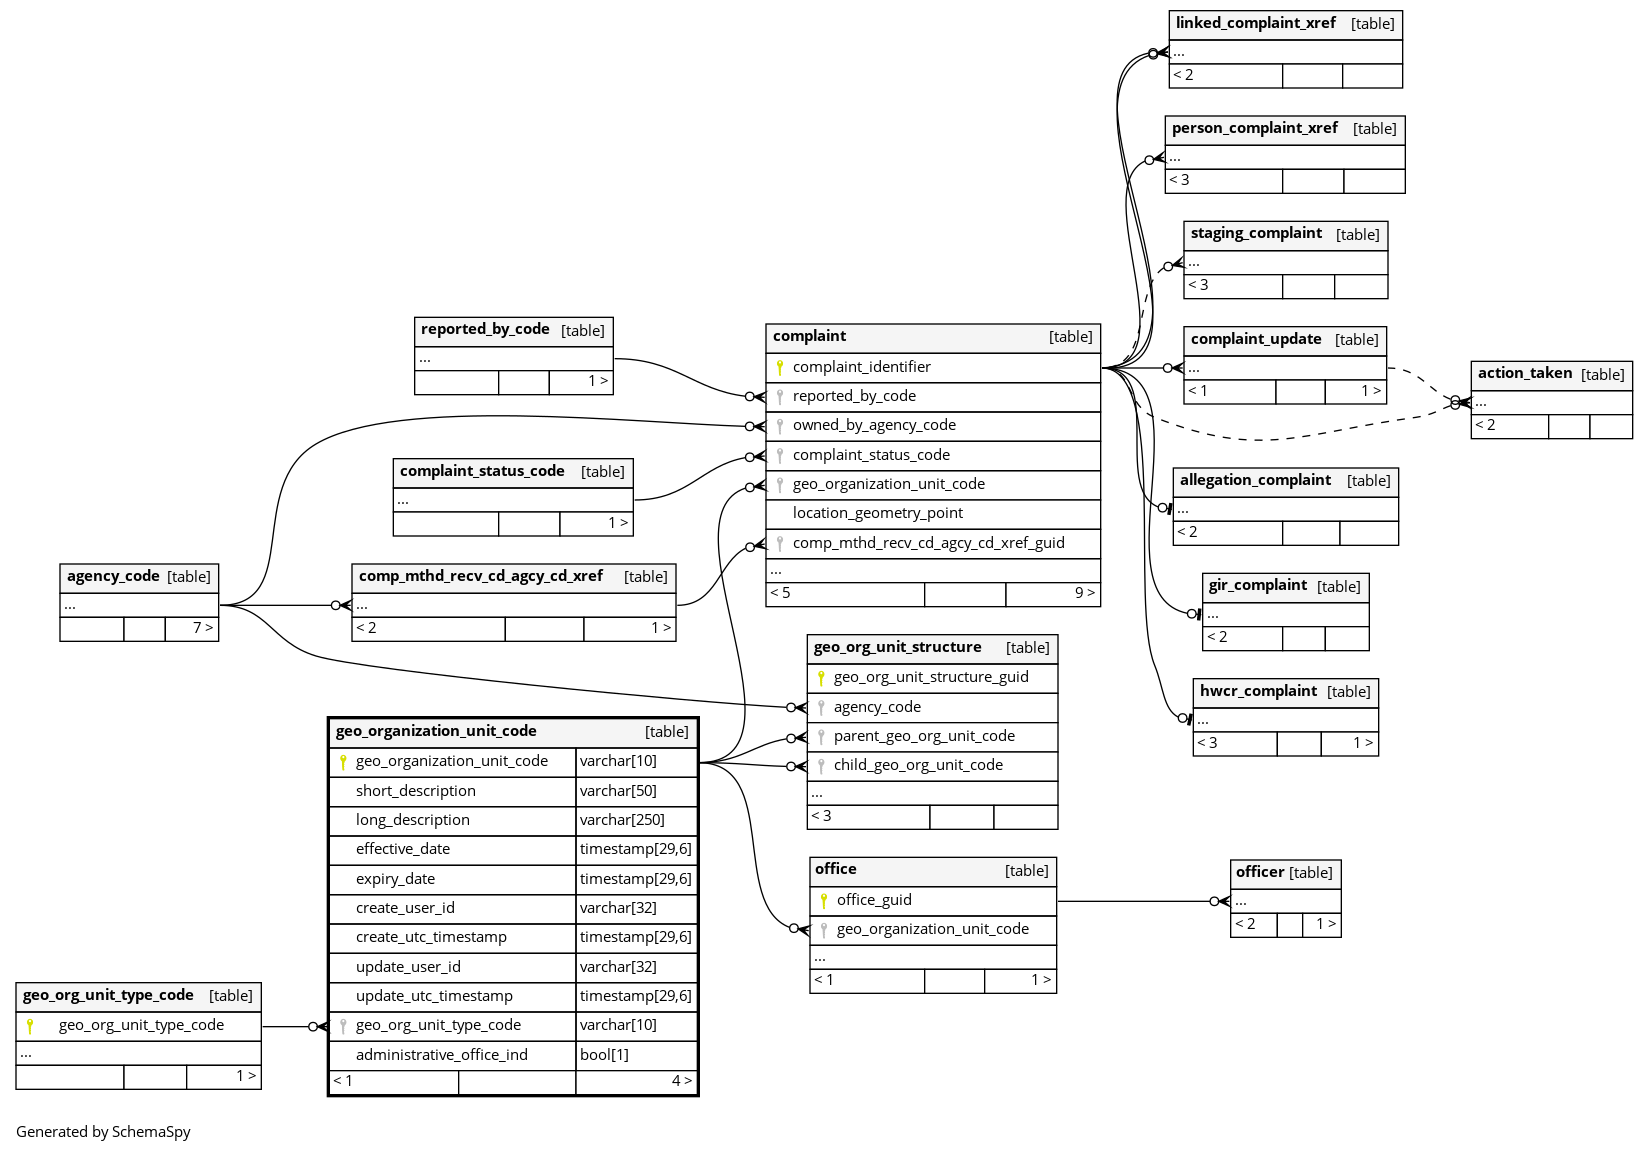 linked_complaint_xref [table]
...
< 2
person_complaint_xref [table]
...
< 3
staging_complaint [table]
...
< 3
reported_by_code [table]
...
1 >
complaint [table]
complaint_identifier
reported_by_code
owned_by_agency_code
complaint_status_code
geo_organization_unit_code
location_geometry_point
comp_mthd_recv_cd_agcy_cd_xref_guid
...
< 5 9 >
complaint_update [table]
...
< 1 1 >
action_taken [table]
...
< 2
complaint_status_code [table]
...
1 >
allegation_complaint [table]
...
< 2
agency_code [table]
...
7 >
comp_mthd_recv_cd_agcy_cd_xref [table]
...
< 2 1 >
gir_complaint [table]
...
< 2
geo_org_unit_structure [table]
geo_org_unit_structure_guid
agency_code
parent_geo_org_unit_code
child_geo_org_unit_code
...
< 3
hwcr_complaint [table]
...
< 3 1 >
geo_organization_unit_code [table]
geo_organization_unit_code varchar[10]
short_description varchar[50]
long_description varchar[250]
effective_date timestamp[29,6]
expiry_date timestamp[29,6]
create_user_id varchar[32]
create_utc_timestamp timestamp[29,6]
update_user_id varchar[32]
update_utc_timestamp timestamp[29,6]
geo_org_unit_type_code varchar[10]
administrative_office_ind bool[1]
< 1 4 >
office [table]
office_guid
geo_organization_unit_code
...
< 1 1 >
officer [table]
...
< 2 1 >
geo_org_unit_type_code [table]
geo_org_unit_type_code
...
1 >
Generated by SchemaSpy